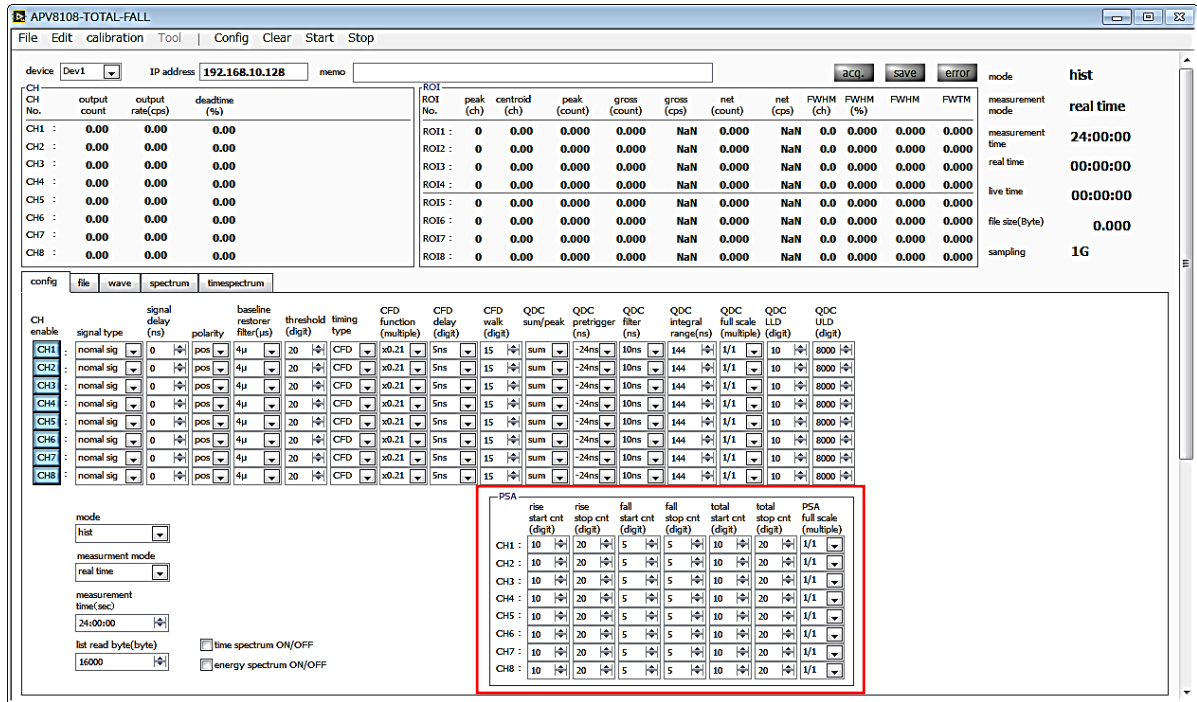 APV8108-TOTAL-FALL
File Edit calibration Tool | Config Clear Start Stop
device Dev1 IP address 192.168.10.128 memo acq. save error mode hist
CH
CH No. output count output rate(cps) deadtime (%)
CH1 : 0.00 0.00 0.00
CH2 : 0.00 0.00 0.00
CH3 : 0.00 0.00 0.00
CH4 : 0.00 0.00 0.00
CH5 : 0.00 0.00 0.00
CH6 : 0.00 0.00 0.00
CH7 : 0.00 0.00 0.00
CH8 : 0.00 0.00 0.00
ROI
ROI No. peak (ch) centroid (ch) peak (count) gross (count) gross (cps) net (count) net (cps) FWHM (ch) FWHM (%) FWHM FWTM
ROI1 : 0 0.00 0.000 0.000 NaN 0.000 NaN 0.0 0.000 0.000 0.000
ROI2 : 0 0.00 0.000 0.000 NaN 0.000 NaN 0.0 0.000 0.000 0.000
ROI3 : 0 0.00 0.000 0.000 NaN 0.000 NaN 0.0 0.000 0.000 0.000
ROI4 : 0 0.00 0.000 0.000 NaN 0.000 NaN 0.0 0.000 0.000 0.000
ROI5 : 0 0.00 0.000 0.000 NaN 0.000 NaN 0.0 0.000 0.000 0.000
ROI6 : 0 0.00 0.000 0.000 NaN 0.000 NaN 0.0 0.000 0.000 0.000
ROI7 : 0 0.00 0.000 0.000 NaN 0.000 NaN 0.0 0.000 0.000 0.000
ROI8 : 0 0.00 0.000 0.000 NaN 0.000 NaN 0.0 0.000 0.000 0.000
measurement mode real time
measurement time 24:00:00
real time 00:00:00
live time 00:00:00
file size(Byte) 0.000
sampling 1G
config file wave spectrum timespectrum
CH enable signal type signal delay (ns) polarity baseline restorer filter(μs) threshold (digit) timing type CFD function (multiple) CFD delay (digit) CFD walk (digit) QDC sum/peak QDC pretrigger (ns) QDC filter (ns) QDC integral range(ns) QDC full scale (multiple) QDC LLD (digit) QDC ULD (digit)
CH1 : nomal sig 0 pos 4μ 20 CFD x0.21 5ns 15 sum -24ns 10ns 144 1/1 10 8000
CH2 : nomal sig 0 pos 4μ 20 CFD x0.21 5ns 15 sum -24ns 10ns 144 1/1 10 8000
CH3 : nomal sig 0 pos 4μ 20 CFD x0.21 5ns 15 sum -24ns 10ns 144 1/1 10 8000
CH4 : nomal sig 0 pos 4μ 20 CFD x0.21 5ns 15 sum -24ns 10ns 144 1/1 10 8000
CH5 : nomal sig 0 pos 4μ 20 CFD x0.21 5ns 15 sum -24ns 10ns 144 1/1 10 8000
CH6 : nomal sig 0 pos 4μ 20 CFD x0.21 5ns 15 sum -24ns 10ns 144 1/1 10 8000
CH7 : nomal sig 0 pos 4μ 20 CFD x0.21 5ns 15 sum -24ns 10ns 144 1/1 10 8000
CH8 : nomal sig 0 pos 4μ 20 CFD x0.21 5ns 15 sum -24ns 10ns 144 1/1 10 8000
mode
hist
measurment mode
real time
measurement
time(sec)
24:00:00
list read byte(byte)
16000
time spectrum ON/OFF
energy spectrum ON/OFF
PSA
rise start cnt (digit) rise stop cnt (digit) fall start cnt (digit) fall stop cnt (digit) total start cnt (digit) total stop cnt (digit) PSA full scale (multiple)
CH1 : 10 20 5 5 10 20 1/1
CH2 : 10 20 5 5 10 20 1/1
CH3 : 10 20 5 5 10 20 1/1
CH4 : 10 20 5 5 10 20 1/1
CH5 : 10 20 5 5 10 20 1/1
CH6 : 10 20 5 5 10 20 1/1
CH7 : 10 20 5 5 10 20 1/1
CH8 : 10 20 5 5 10 20 1/1